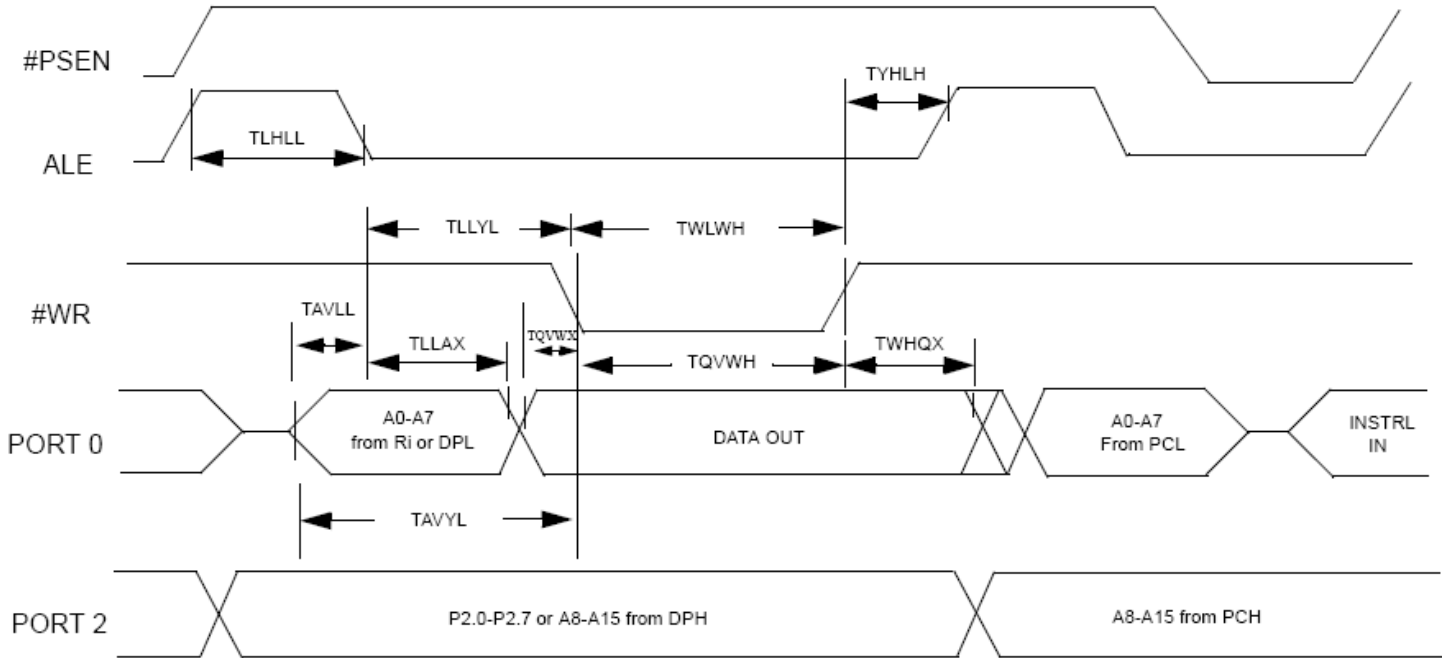 #PSEN
TYHLH
TLHLL
ALE
TLLYL
TWLWH
#WR
TAVLL
TQVWX
TLLAX
TQVWH
TWHQX
PORT 0
A0-A7
from Ri or DPL
DATA OUT
A0-A7
From PCL
INSTRL
IN
TAVYL
PORT 2
P2.0-P2.7 or A8-A15 from DPH
A8-A15 from PCH